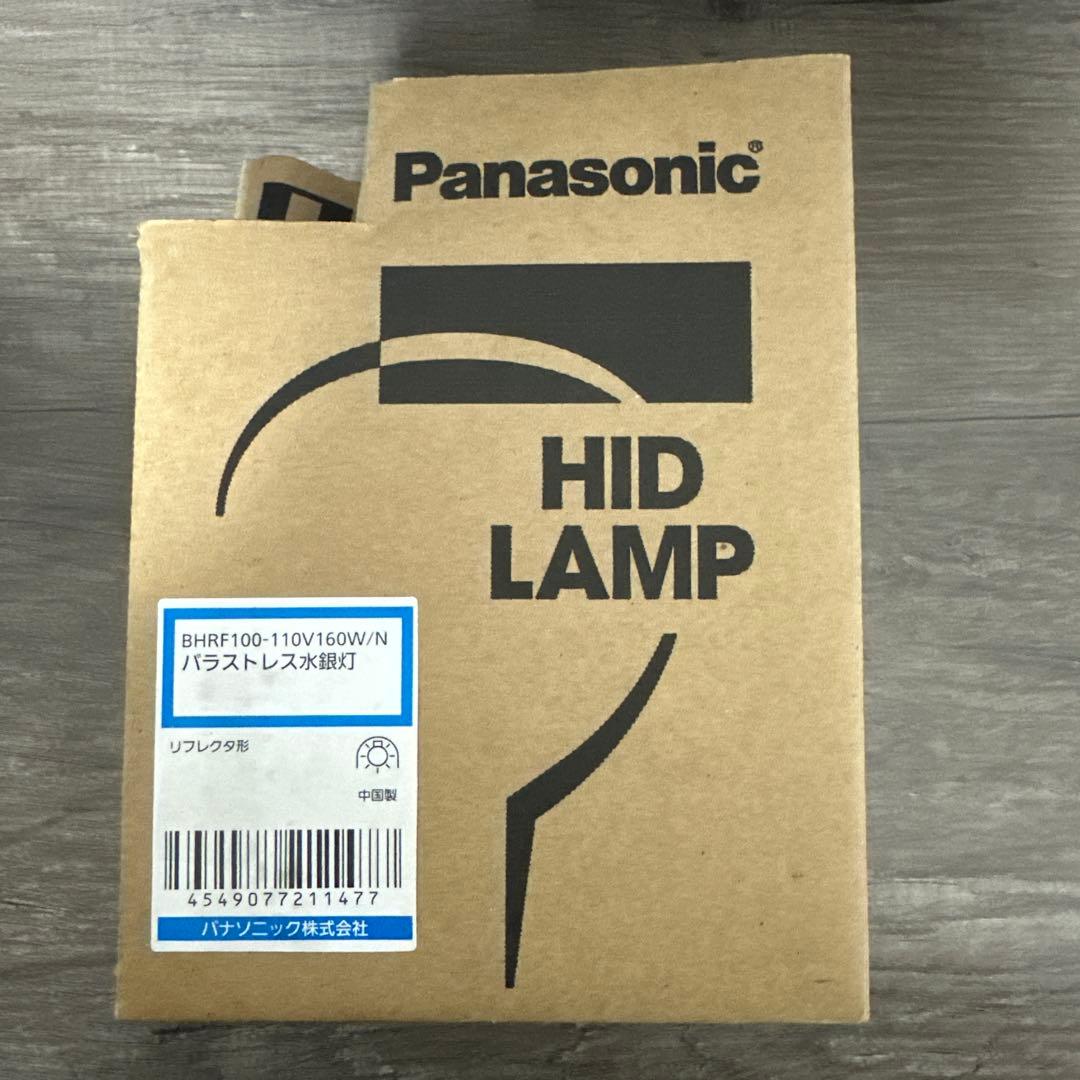 Panasonic®
HID
LAMP
BHRF100-110V160W/N
バラストレス水銀灯
リフレクタ形
中国製
4549077211477
パナソニック株式会社